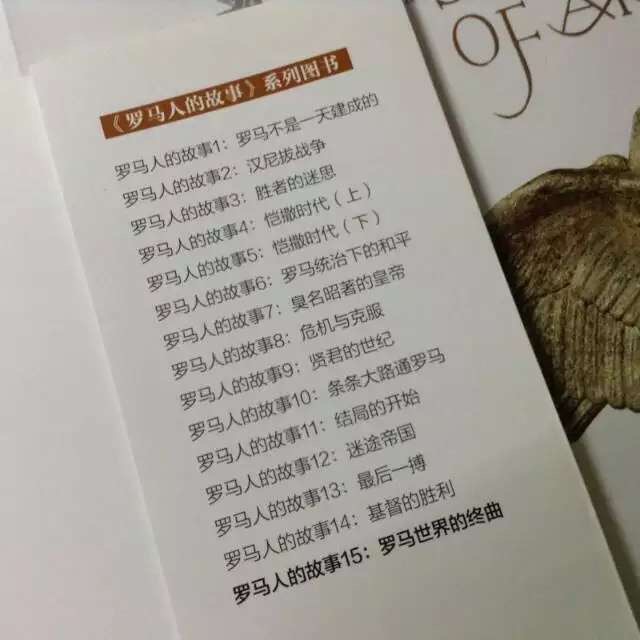 《罗马人的故事》系列图书
罗马人的故事1：罗马不是一天建成的
罗马人的故事2：汉尼拔战争
罗马人的故事3：胜者的迷思
罗马人的故事4：恺撒时代（上）
罗马人的故事5：恺撒时代（下）
罗马人的故事6：罗马统治下的和平
罗马人的故事7：臭名昭著的皇帝
罗马人的故事8：危机与克服
罗马人的故事9：贤君的世纪
罗马人的故事10：条条大路通罗马
罗马人的故事11：结局的开始
罗马人的故事12：迷途帝国
罗马人的故事13：最后一搏
罗马人的故事14：基督的胜利
罗马人的故事15：罗马世界的终曲
OF